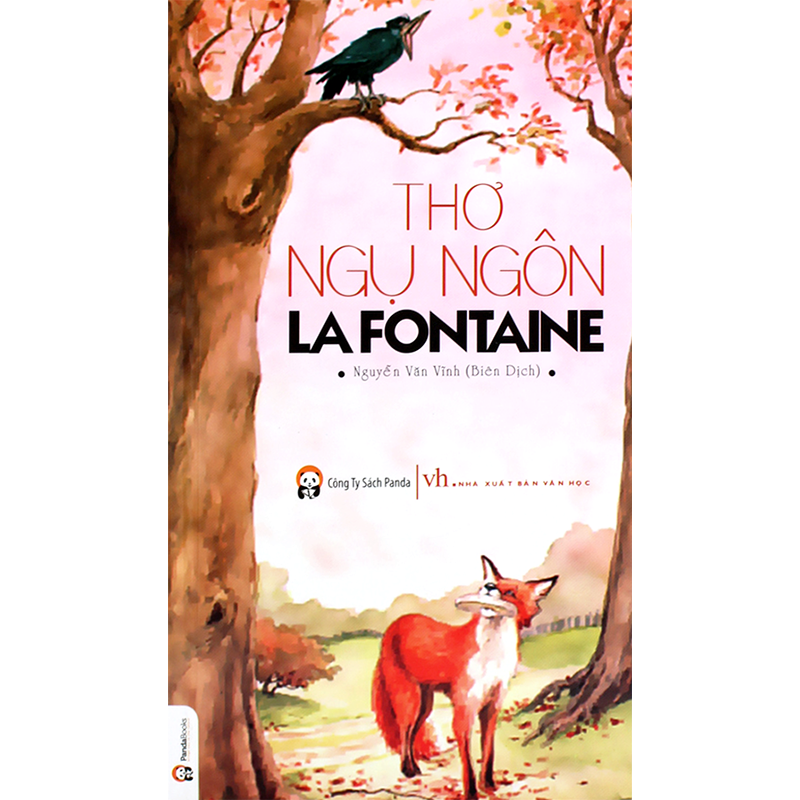 THƠ
NGỤ NGÔN
LA FONTAINE
• Nguyễn Văn Vĩnh (Biên Dịch) •
Công Ty Sách Panda | vh. NHÀ XUẤT BẢN VĂN HỌC
PandaBooks